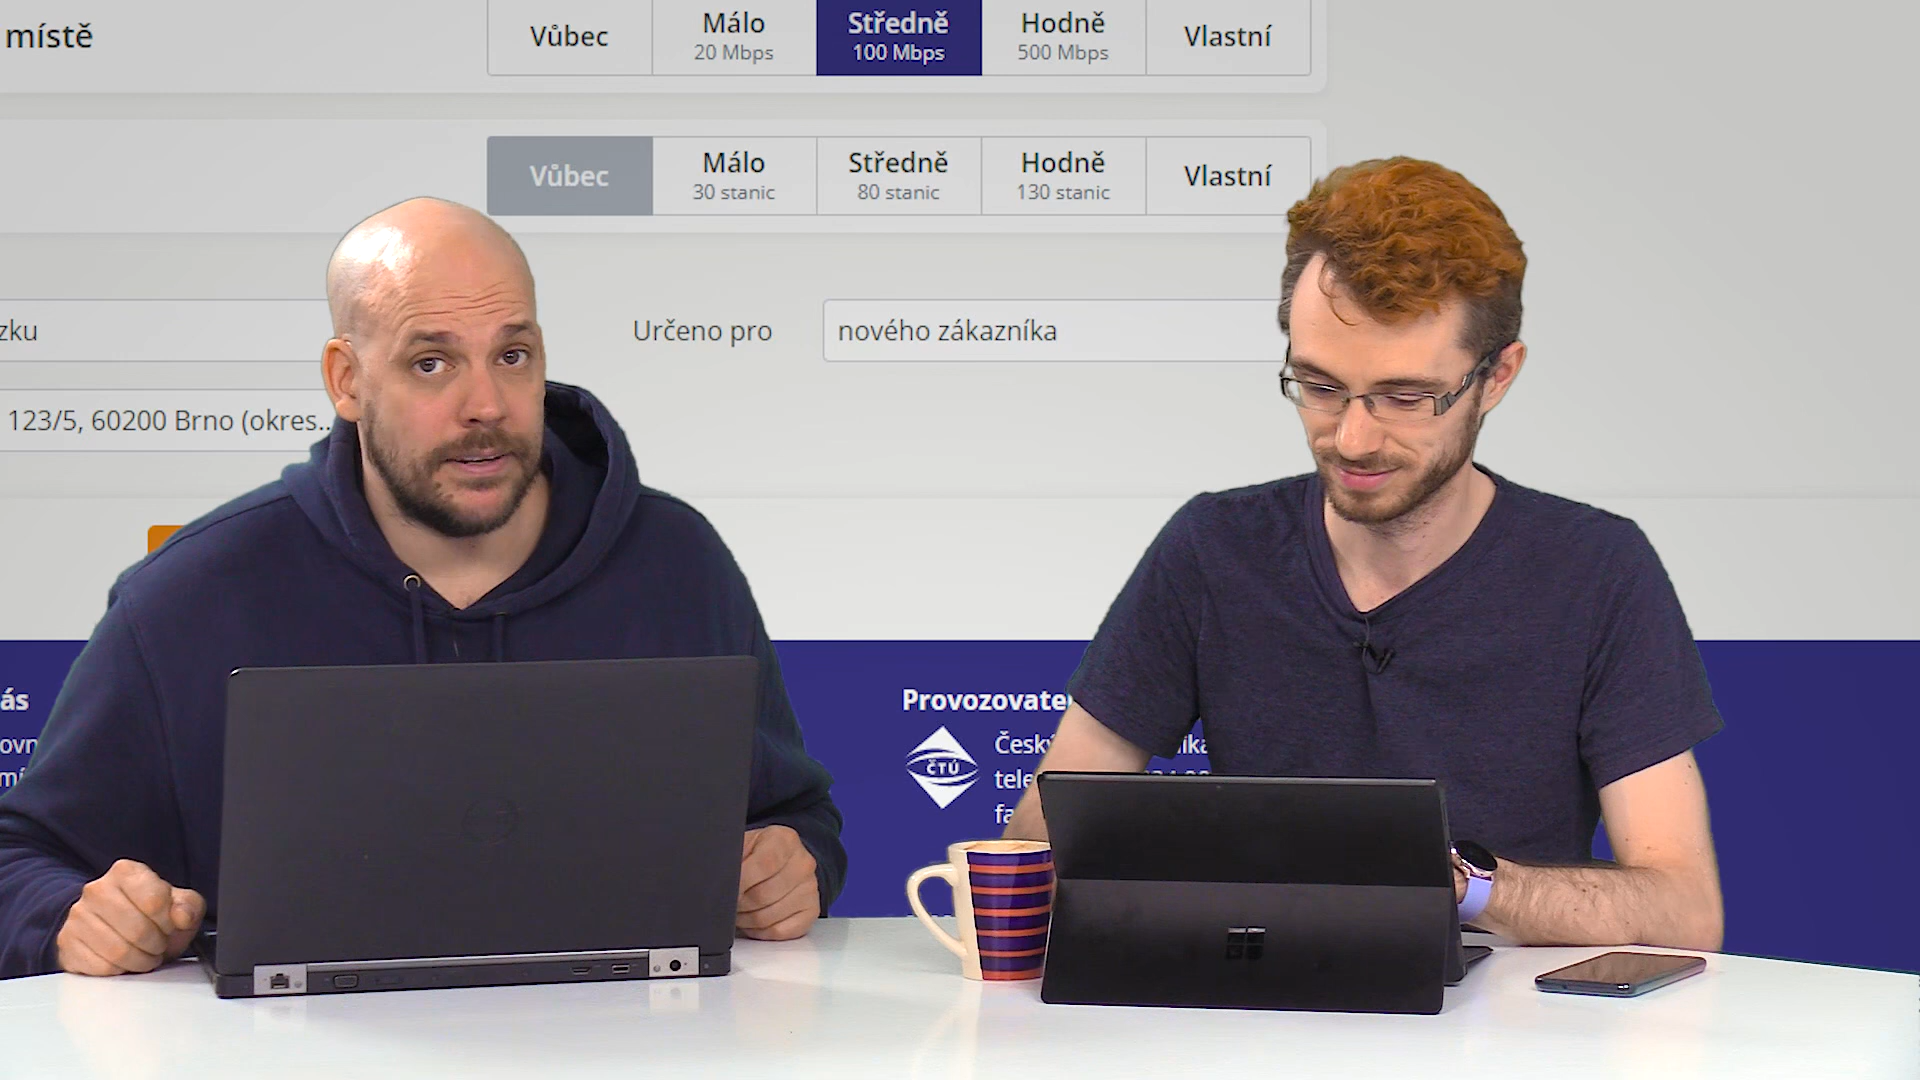 místě
Vůbec
Málo
20 Mbps
Středně
100 Mbps
Hodně
500 Mbps
Vlastní
Vůbec
Málo
30 stanic
Středně
80 stanic
Hodně
130 stanic
Vlastní
zku
Určeno pro
nového zákazníka
123/5, 60200 Brno (okres..
ás
ovn
Provozovate
ČTÚ
Česk
tele